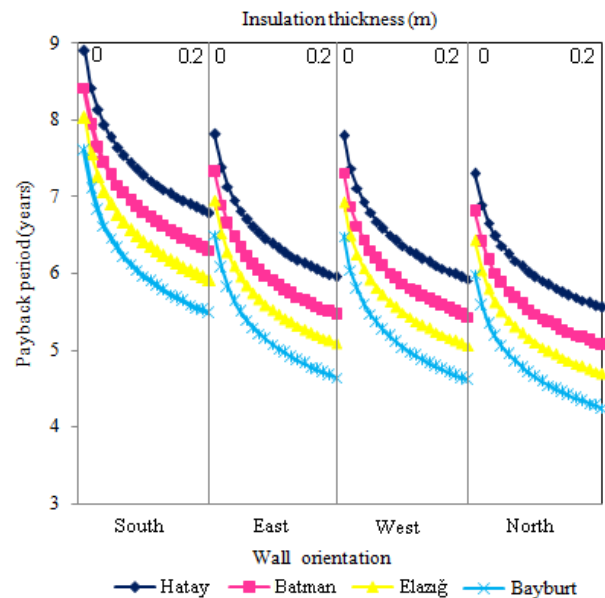 Insulation thickness (m)
9
0 0.2 0 0.2 0 0.2 0 0.2
8
7
6
5
4
3
Payback period(years)
South East West North
Wall orientation
Hatay Batman Elazığ Bayburt